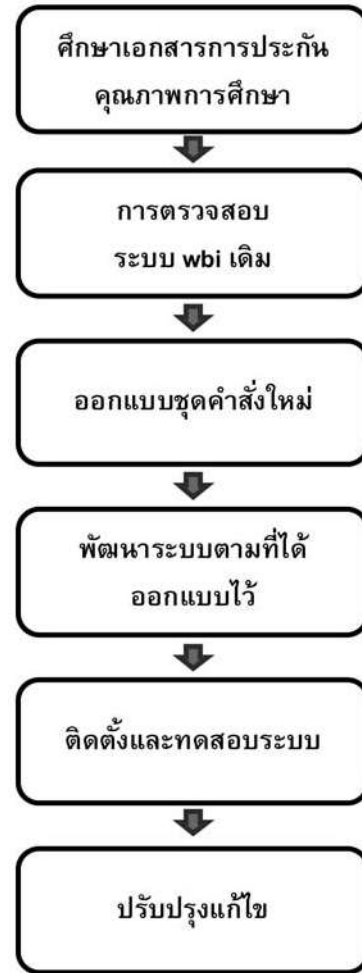 ศึกษาเอกสารการประกัน
คุณภาพการศึกษา
การตรวจสอบ
ระบบ wbi เดิม
ออกแบบชุดคำสั่งใหม่
พัฒนาระบบตามที่ได้
ออกแบบไว้
ติดตั้งและทดสอบระบบ
ปรับปรุงแก้ไข